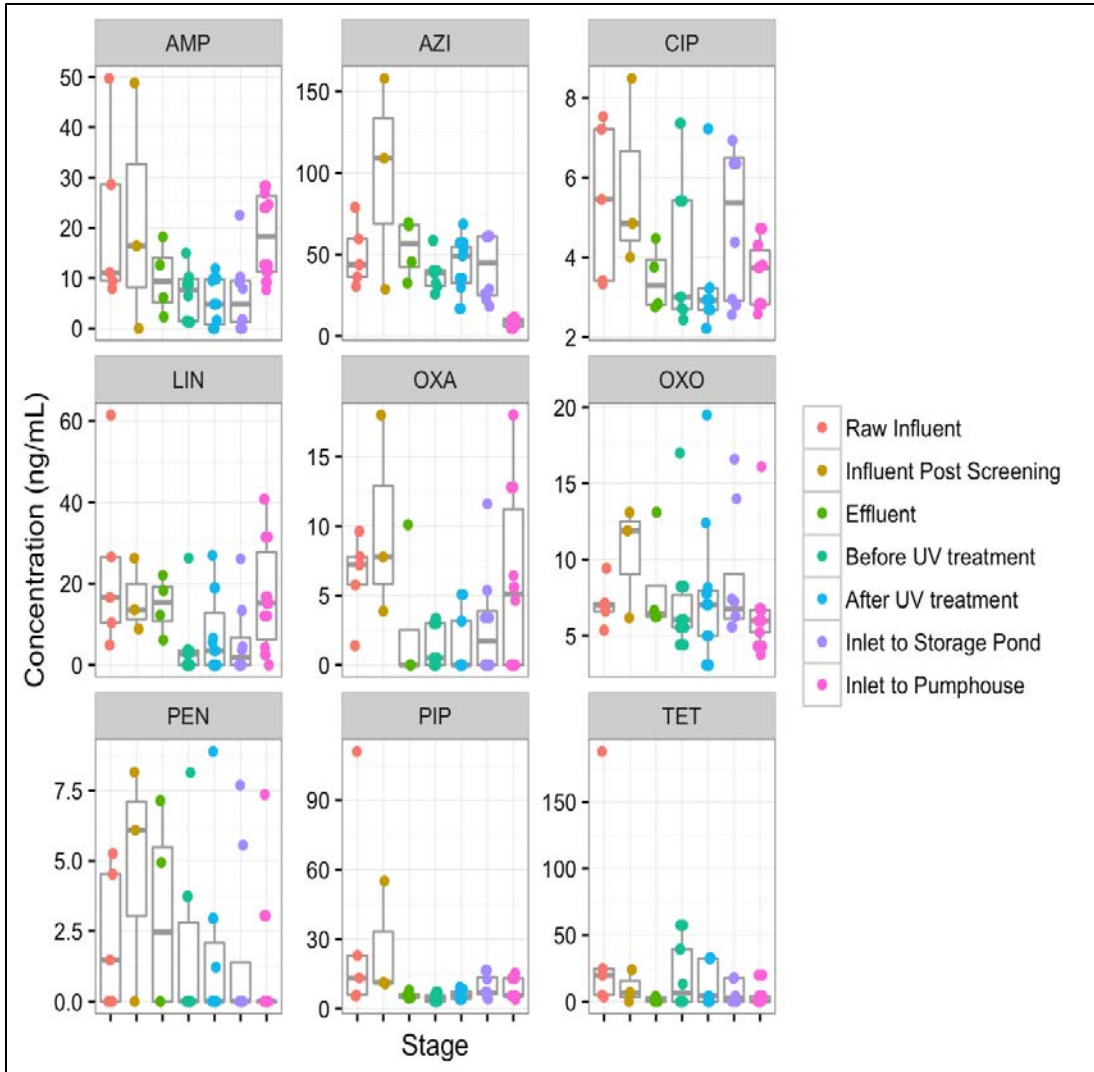 AMP
AZI
CIP
50
40
30
20
10
0
150
100
50
0
8
6
4
2
LIN
OXA
OXO
60
40
20
0
15
10
5
0
20
15
10
5
PEN
PIP
TET
7.5
5.0
2.5
0.0
90
60
30
0
150
100
50
0
Concentration (ng/mL)
Stage
Raw Influent
Influent Post Screening
Effluent
Before UV treatment
After UV treatment
Inlet to Storage Pond
Inlet to Pumphouse